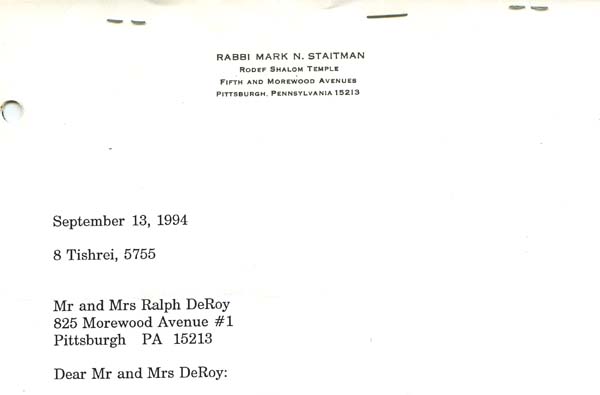 RABBI MARK N. STAITMAN
RODEF SHALOM TEMPLE
FIFTH AND MOREWOOD AVENUES
PITTSBURGH, PENNSYLVANIA 15213
September 13, 1994
8 Tishrei, 5755
Mr and Mrs Ralph DeRoy
825 Morewood Avenue #1
Pittsburgh PA 15213
Dear Mr and Mrs DeRoy: